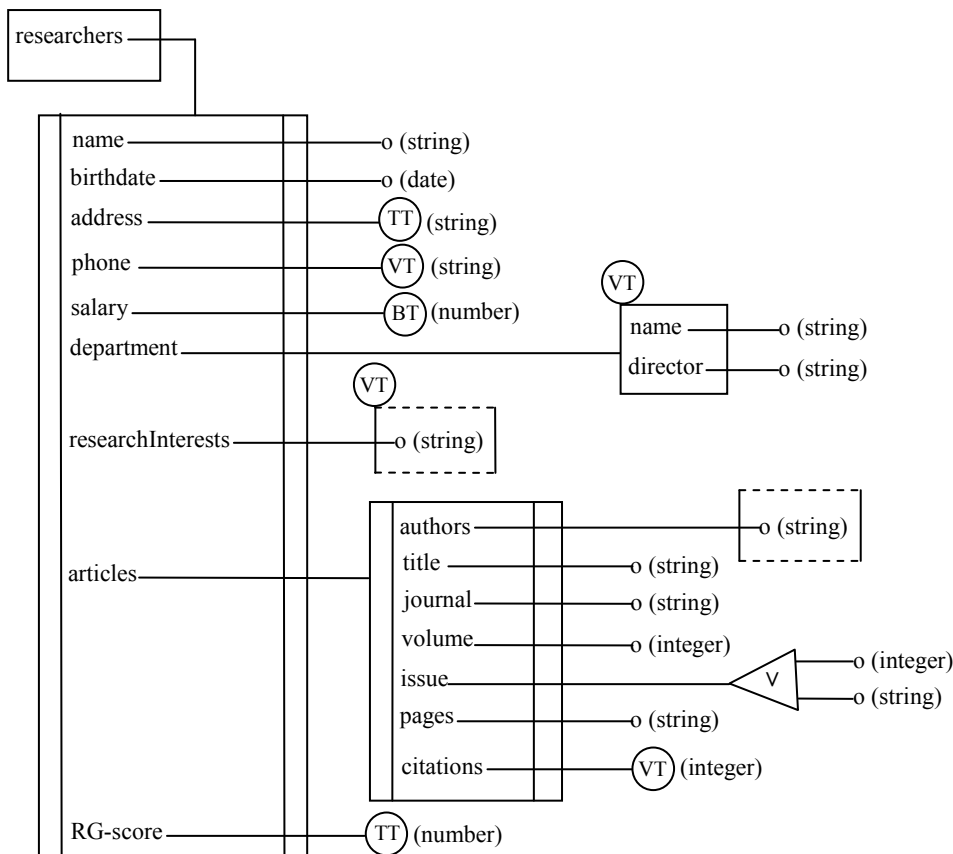 researchers
name o (string)
birthdate o (date)
address TT (string)
phone VT (string)
salary BT (number)
department
VT
name o (string)
director o (string)
VT
researchInterests o (string)
articles
authors o (string)
title o (string)
journal o (string)
volume o (integer)
issue V o (integer)
o (string)
pages o (string)
citations VT (integer)
RG-score TT (number)